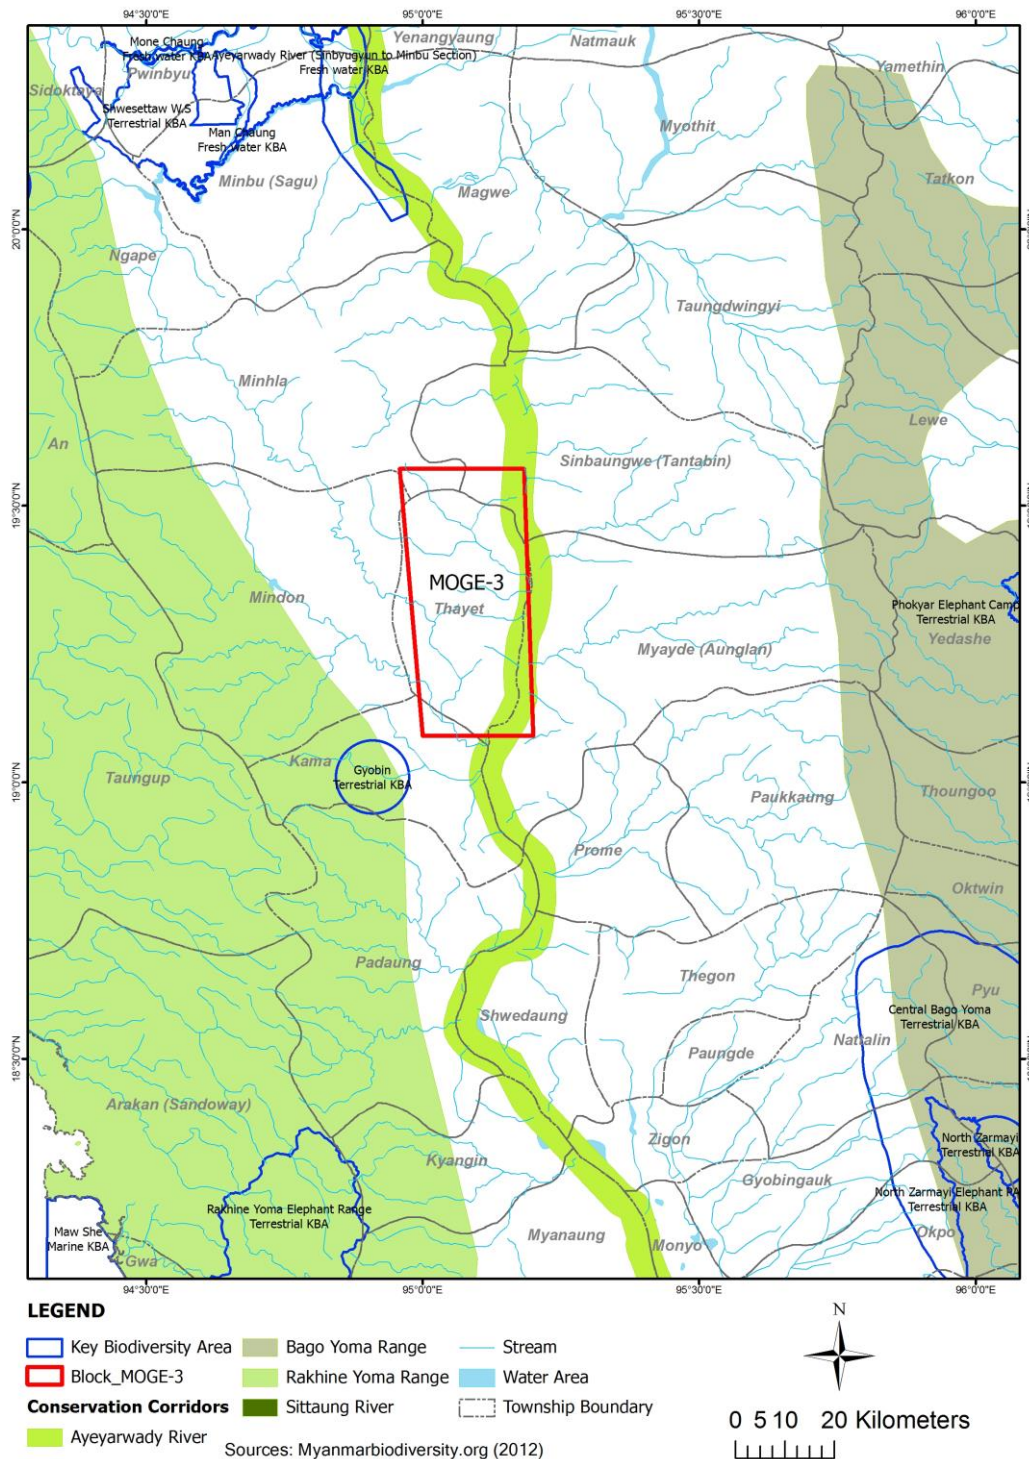 94°30'0"E 95°0'0"E 95°30'0"E 96°0'0"E
Mone Chaung
Fresh water KBA
Ayeyarwady River (Sinbyugyun to Minbu Section)
Fresh water KBA
Yenangyaung
Natmauk
Pwinbyu
Yamethin
Sidoktaya
Shwesettaw W.S
Terrestrial KBA
Man Chaung
Fresh water KBA
Myothit
Minbu (Sagu)
Magwe
Tatkon
20°0'0"N
Ngape
Taungdwingyi
Minhla
Lewe
An
Sinbaungwe (Tantabin)
19°30'0"N
MOGE-3
Thayet
Mindon
Phokyar Elephant Camp
Terrestrial KBA
Yedashe
Myayde (Aunglan)
Kama
Gyobin
Terrestrial KBA
Taungup
19°0'0"N
Paukkaung
Thoungoo
Prome
Oktwin
Padaung
Thegon
Pyu
Shwedaung
Central Bago Yoma
Terrestrial KBA
Nattalin
Paungde
18°30'0"N
Arakan (Sandoway)
Zigon
North Zarmayi
Terrestrial KBA
Kyangin
Gyobingauk
North Zarmayi Elephant RA
Terrestrial KBA
Rakhine Yoma Elephant Range
Terrestrial KBA
Okpo
Maw She
Marine KBA
Myanaung
Monyo
Gwa
94°30'0"E 95°0'0"E 95°30'0"E 96°0'0"E
LEGEND
Key Biodiversity Area
Block_MOGE-3
Conservation Corridors
Ayeyarwady River
Bago Yoma Range
Rakhine Yoma Range
Sittaung River
Stream
Water Area
Township Boundary
N
0 5 10 20 Kilometers
Sources: Myanmarbiodiversity.org (2012)